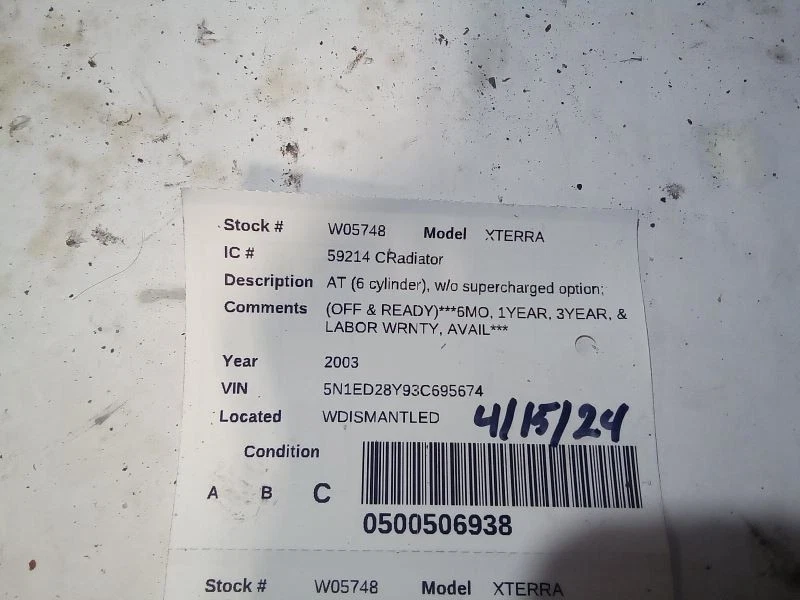 Stock # W05748 Model XTERRA
IC # 59214 CRadiator
Description AT (6 cylinder), w/o supercharged option;
Comments (OFF & READY)***6MO, 1YEAR, 3YEAR, &
LABOR WRNTY, AVAIL***
Year 2003
VIN 5N1ED28Y93C695674
Located WDISMANTLED 4/15/24
Condition
A B C
0500506938
Stock # W05748 Model XTERRA